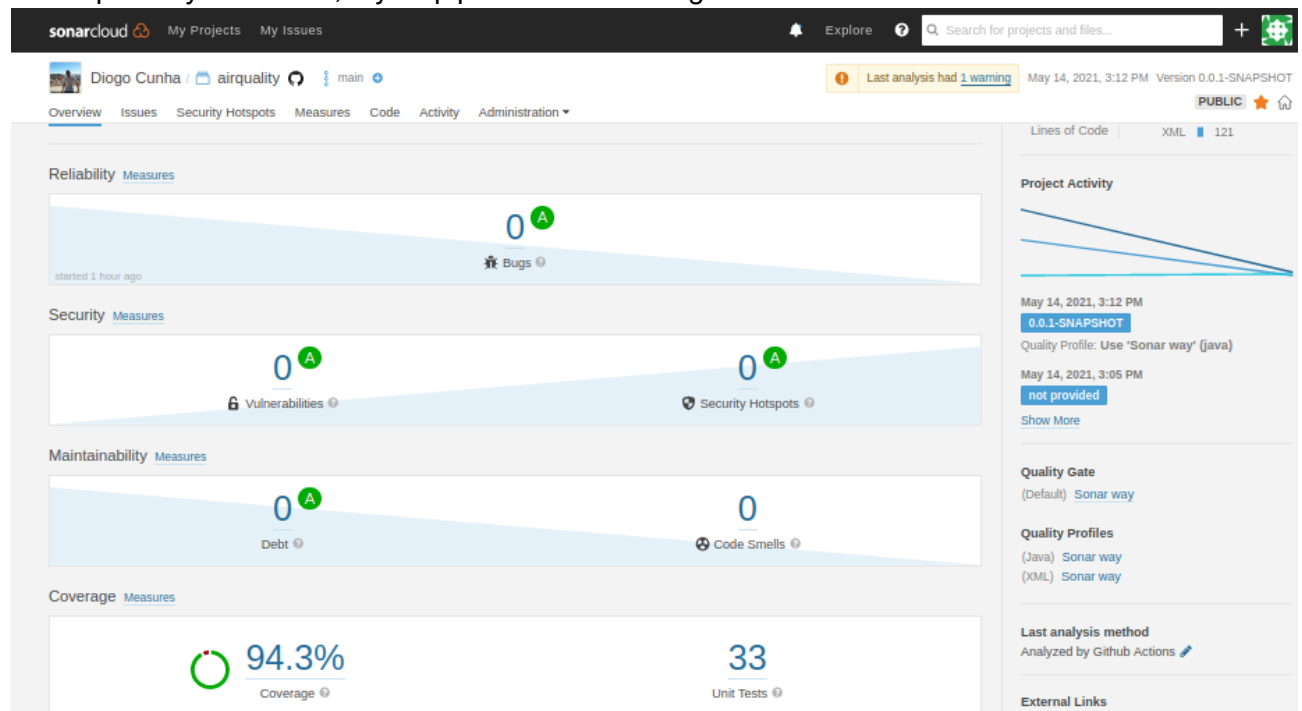 sonarcloud My Projects My Issues Explore Search for projects and files... +
Diogo Cunha / airquality main Last analysis had 1 warning May 14, 2021, 3:12 PM Version 0.0.1-SNAPSHOT
PUBLIC
Overview Issues Security Hotspots Measures Code Activity Administration
Lines of Code XML 121
Reliability Measures
Project Activity
0 A
Bugs
started 1 hour ago
May 14, 2021, 3:12 PM
0.0.1-SNAPSHOT
Quality Profile: Use 'Sonar way' (java)
May 14, 2021, 3:05 PM
not provided
Show More
Security Measures
0 A 0 A
Vulnerabilities Security Hotspots
Maintainability Measures
Quality Gate
(Default) Sonar way
0 A 0
Debt Code Smells
Quality Profiles
(Java) Sonar way
(XML) Sonar way
Coverage Measures
94.3% 33
Coverage Unit Tests
Last analysis method
Analyzed by Github Actions
External Links